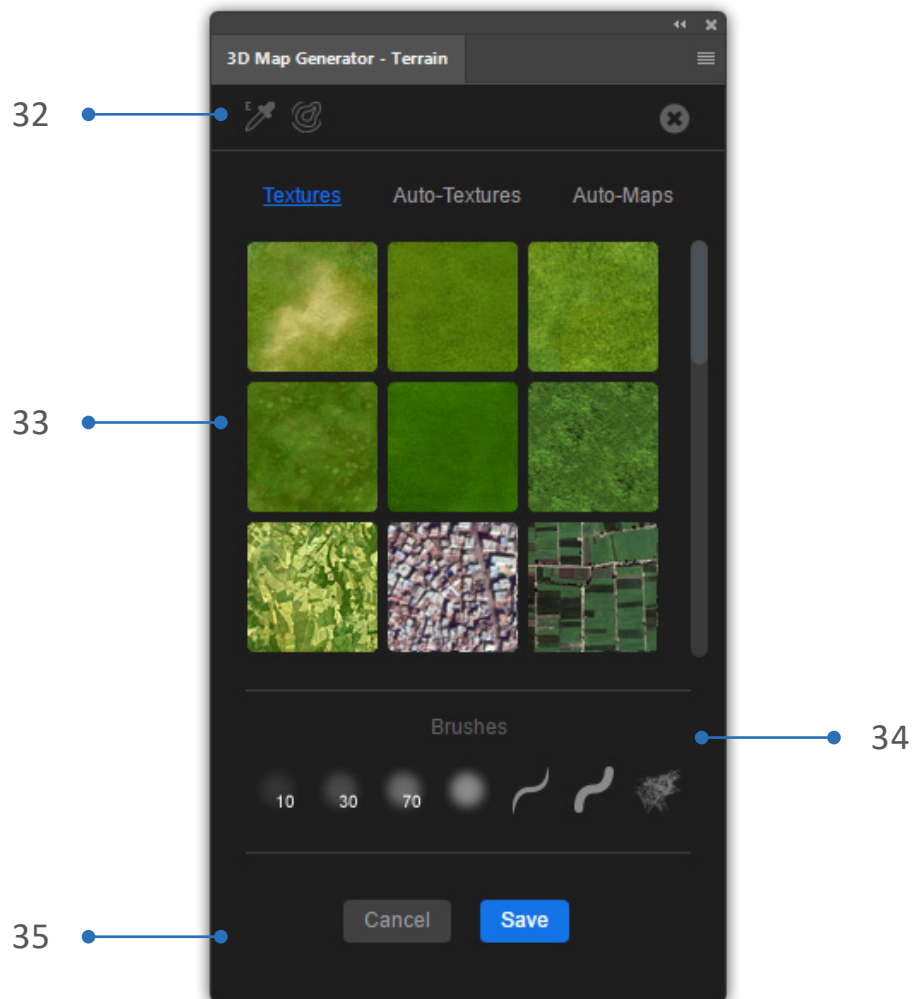 3D Map Generator - Terrain
32
E
Textures Auto-Textures Auto-Maps
33
Brushes
34
10 30 70
Cancel Save
35